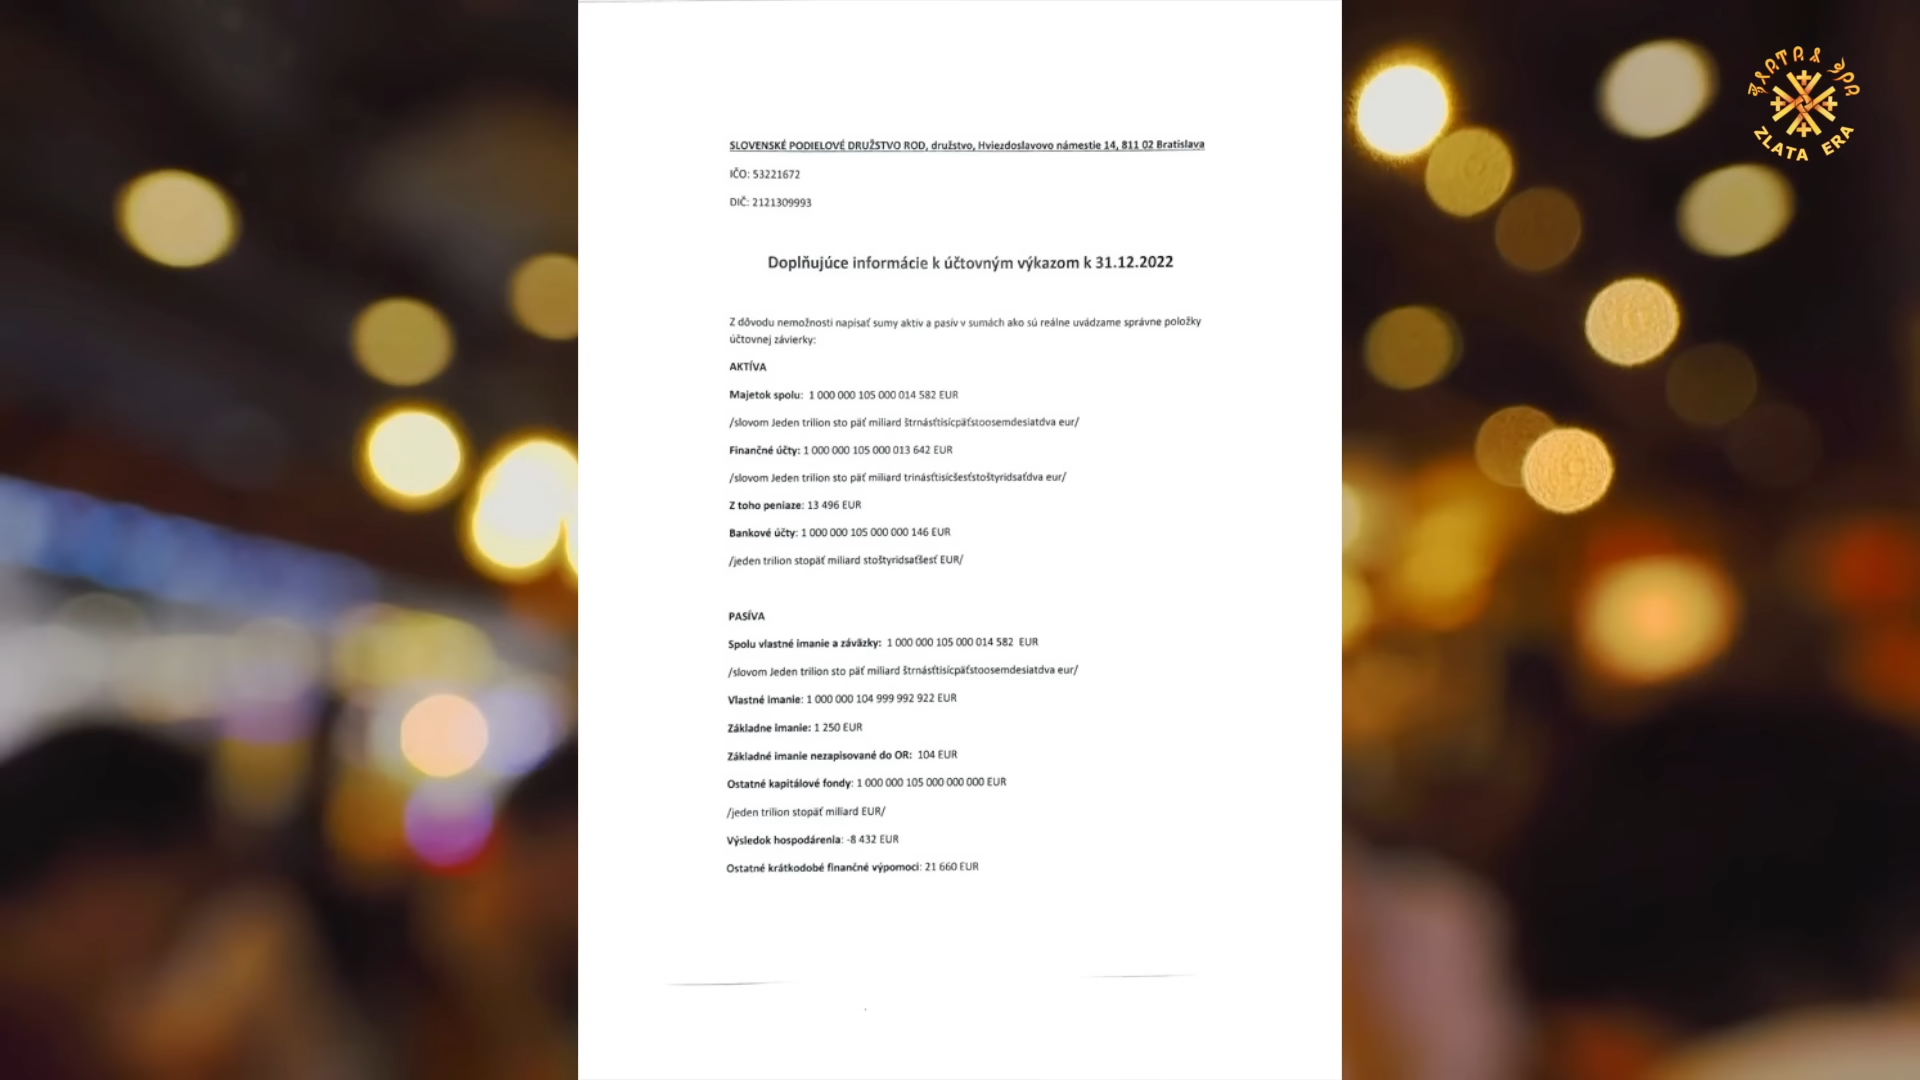 SLOVENSKÉ PODIELOVÉ DRUŽSTVO ROD, družstvo, Hviezdoslavovo námestie 14, 811 02 Bratislava
IČO: 53221672
DIČ: 2121309993
Doplňujúce informácie k účtovným výkazom k 31.12.2022
Z dôvodu nemožnosti napísať sumy aktív a pasív v sumách ako sú reálne uvádzame správne položky
účtovnej závierky:
AKTÍVA
Majetok spolu: 1 000 000 105 000 014 582 EUR
/slovom Jeden trilion sto päť miliard štrnásťtisícpäťstoosemdesiatdva eur/
Finančné účty: 1 000 000 105 000 013 642 EUR
/slovom Jeden trilion sto päť miliard trinásťtisícšesťstoštyridsaťdva eur/
Z toho peniaze: 13 496 EUR
Bankové účty: 1 000 000 105 000 000 146 EUR
/jeden trilion stopäť miliard stoštyridsaťšesť EUR/
PASÍVA
Spolu vlastné imanie a záväzky: 1 000 000 105 000 014 582 EUR
/slovom Jeden trilion sto päť miliard štrnásťtisícpäťstoosemdesiatdva eur/
Vlastné imanie: 1 000 000 104 999 992 922 EUR
Základne imanie: 1 250 EUR
Základné imanie nezapisované do OR: 104 EUR
Ostatné kapitálové fondy: 1 000 000 105 000 000 000 EUR
/jeden trilion stopäť miliard EUR/
Výsledok hospodárenia: -8 432 EUR
Ostatné krátkodobé finančné výpomoci: 21 660 EUR
ZLATA ERA